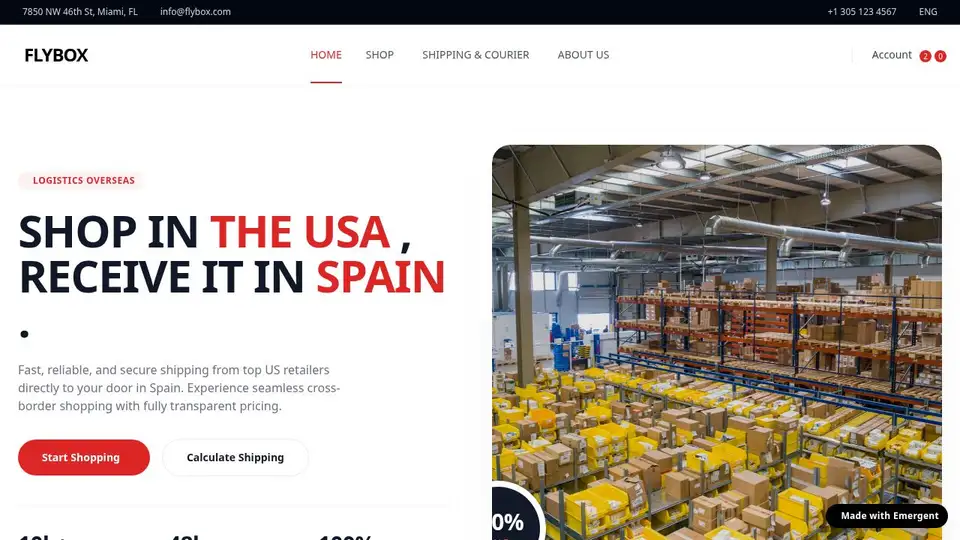 7850 NW 46th St, Miami, FL
info@flybox.com
+1 305 123 4567
ENG
FLYBOX
HOME
SHOP
SHIPPING & COURIER
ABOUT US
Account
2
0
LOGISTICS OVERSEAS
SHOP IN THE USA ,
RECEIVE IT IN SPAIN
.
Fast, reliable, and secure shipping from top US retailers
directly to your door in Spain. Experience seamless cross-
border shopping with fully transparent pricing.
Start Shopping
Calculate Shipping
0%
Made with Emergent